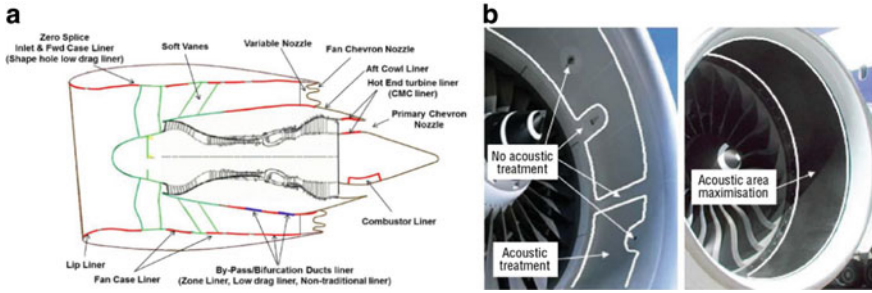 a
Zero Splice
Inlet & Fwd Case Liner
(Shape hole low drag liner)
Soft Vanes
Variable Nozzle
Fan Chevron Nozzle
Aft Cowl Liner
Hot End turbine liner
(CMC liner)
Primary Chevron
Nozzle
Combustor Liner
By-Pass/Bifurcation Ducts liner
(Zone Liner, Low drag liner, Non-traditional liner)
Fan Case Liner
Lip Liner
b
No acoustic
treatment
Acoustic
treatment
Acoustic area
maximisation